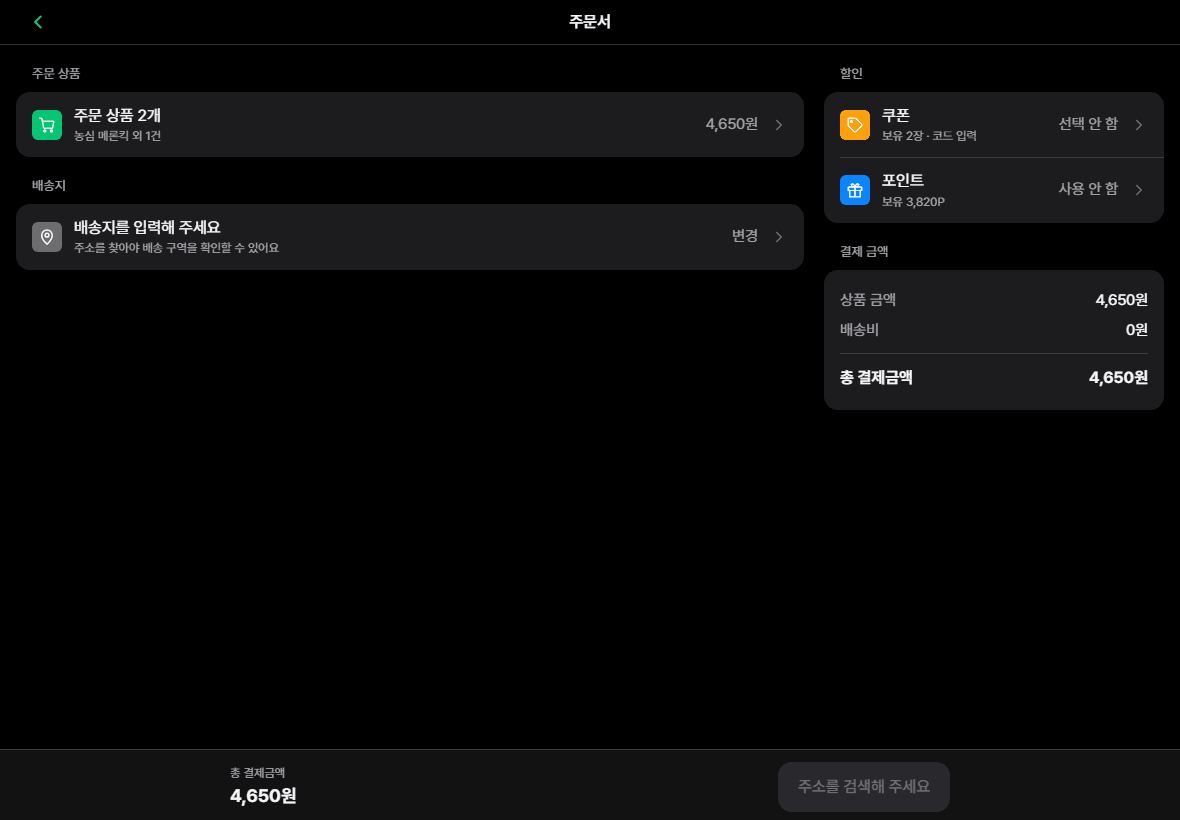 주문서
주문 상품
주문 상품 2개
농심 메론킥 외 1건
4,650원
배송지
배송지를 입력해 주세요
주소를 찾아야 배송 구역을 확인할 수 있어요
변경
할인
쿠폰
보유 2장 · 코드 입력
선택 안 함
포인트
보유 3,820P
사용 안 함
결제 금액
상품 금액 4,650원
배송비 0원
총 결제금액 4,650원
총 결제금액
4,650원
주소를 검색해 주세요